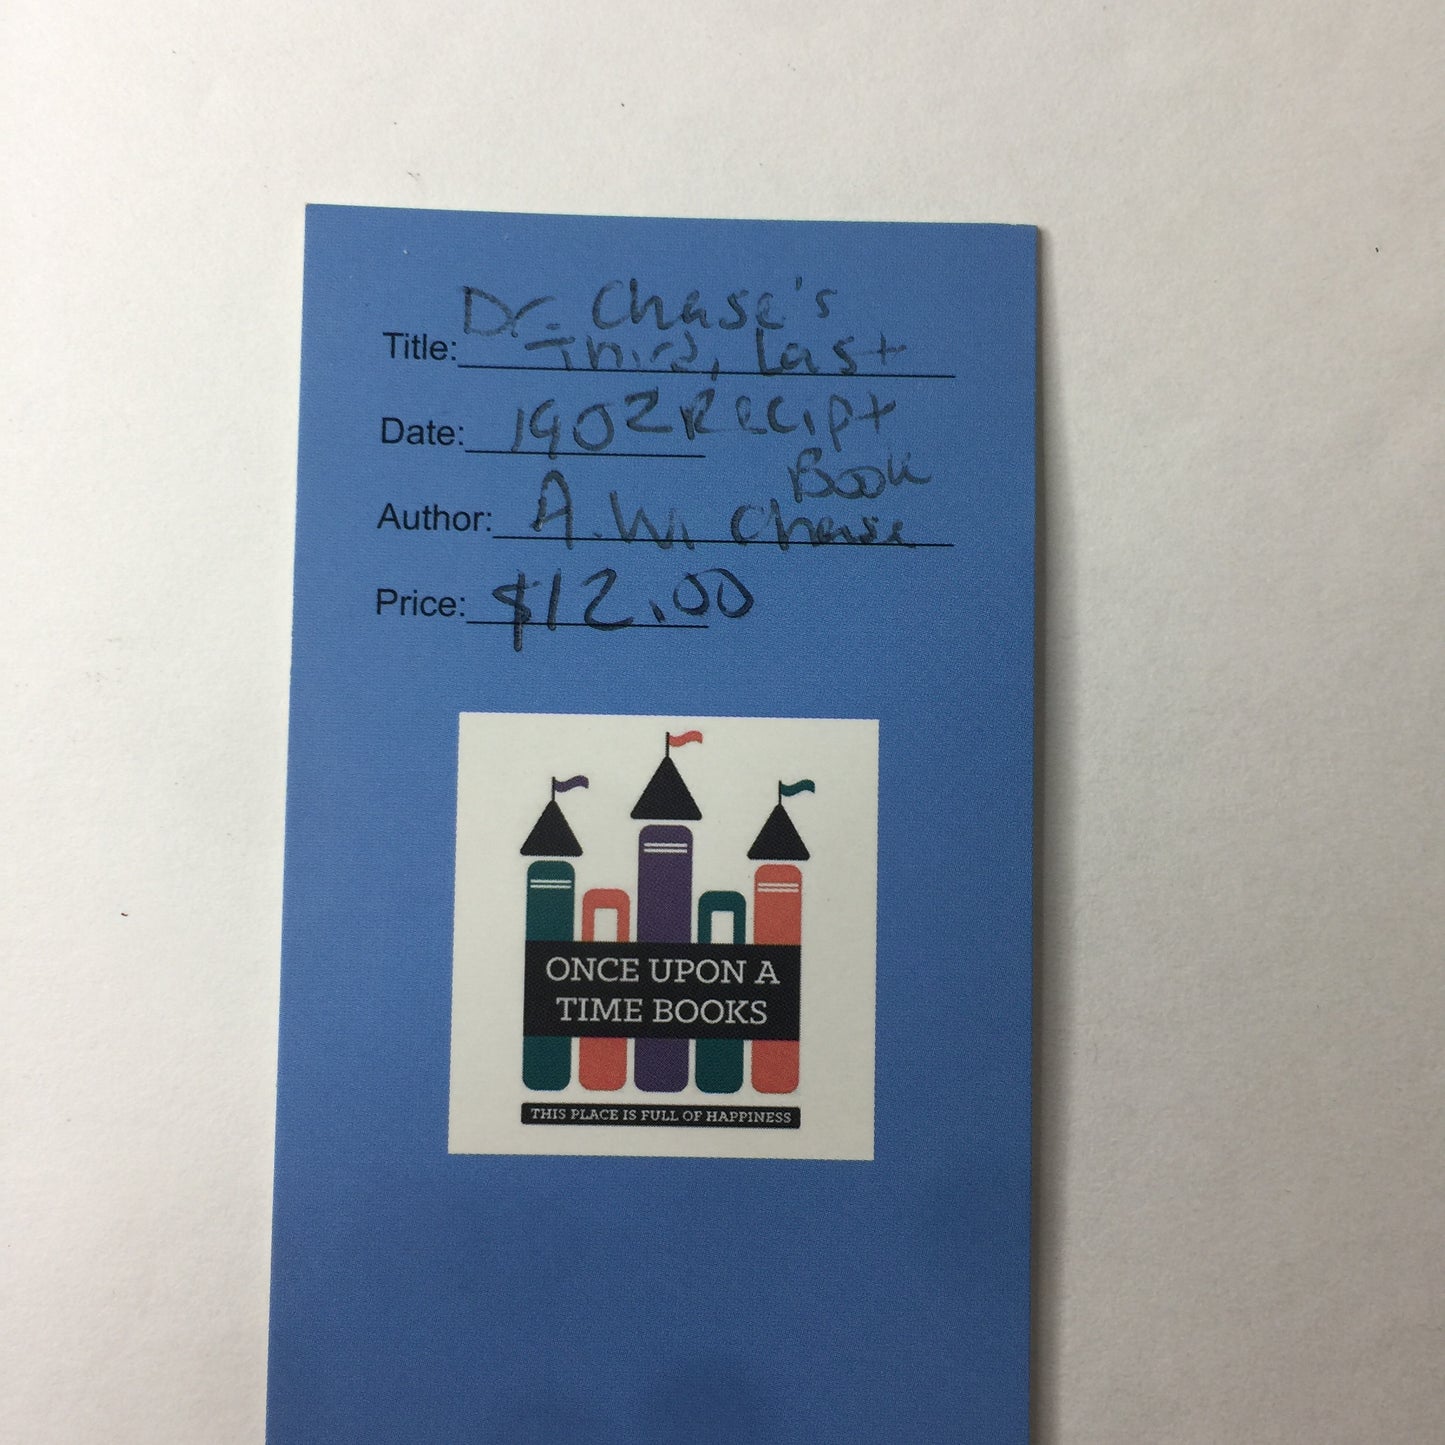 Dr. Chase's
Title: Third, Last
Date: 1902 Recipt
Book
Author: A. W. Chase
Price: $12.00
ONCE UPON A
TIME BOOKS
THIS PLACE IS FULL OF HAPPINESS